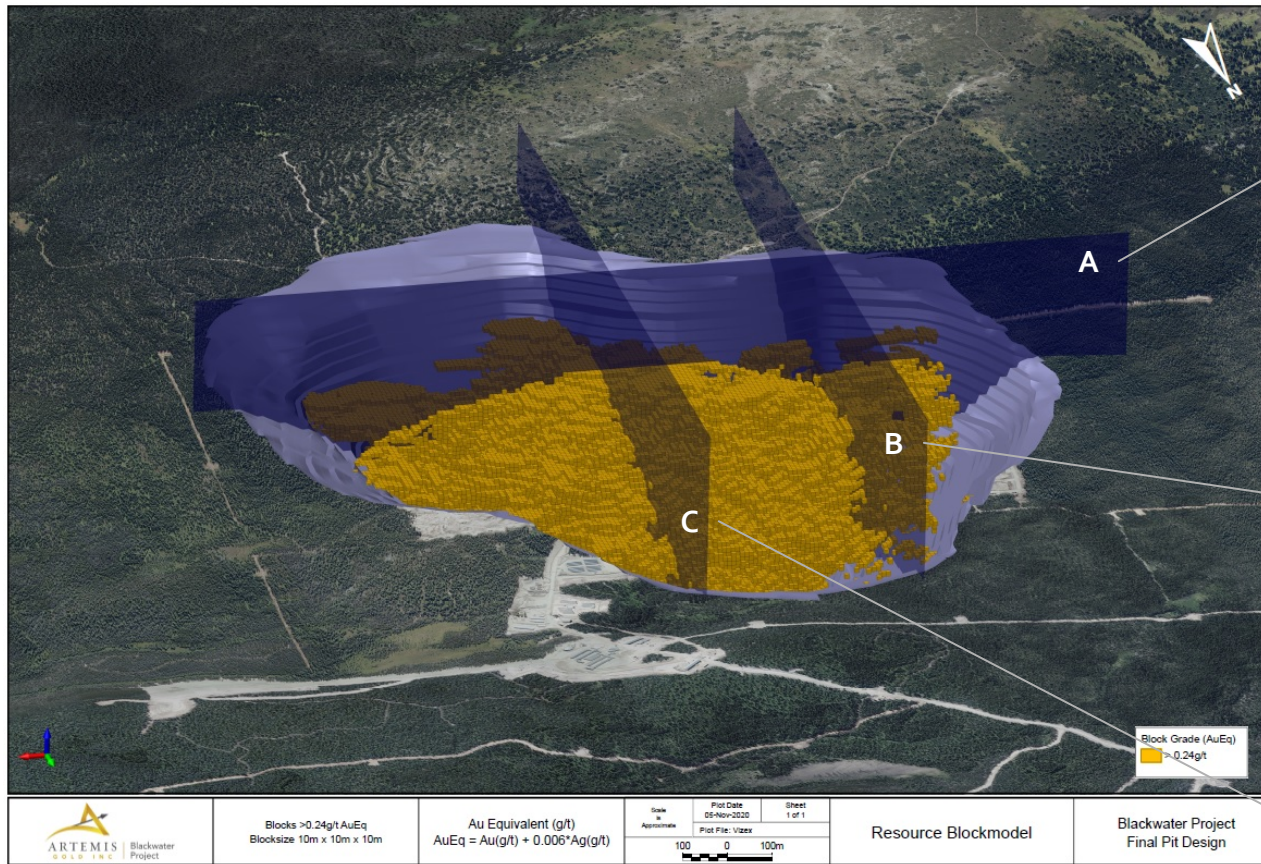 N
A
B
C
Block Grade (AuEq)
> 0.24g/t
ARTEMIS
GOLD INC
Blackwater
Project
Blocks >0.24g/t AuEq
Blocksize 10m x 10m x 10m
Au Equivalent (g/t)
AuEq = Au(g/t) + 0.006*Ag(g/t)
Scale
is
Approximate
Plot Date
05-Nov-2020
Sheet
1 of 1
Plot File: Vizex
100 0 100m
Resource Blockmodel
Blackwater Project
Final Pit Design